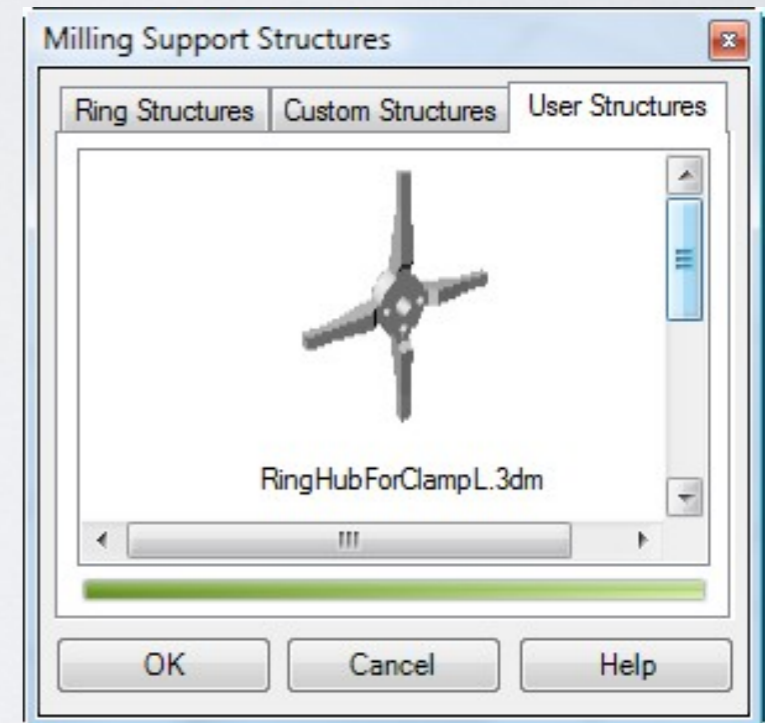 Milling Support Structures
Ring Structures Custom Structures User Structures
RingHubForClampL.3dm
OK Cancel Help